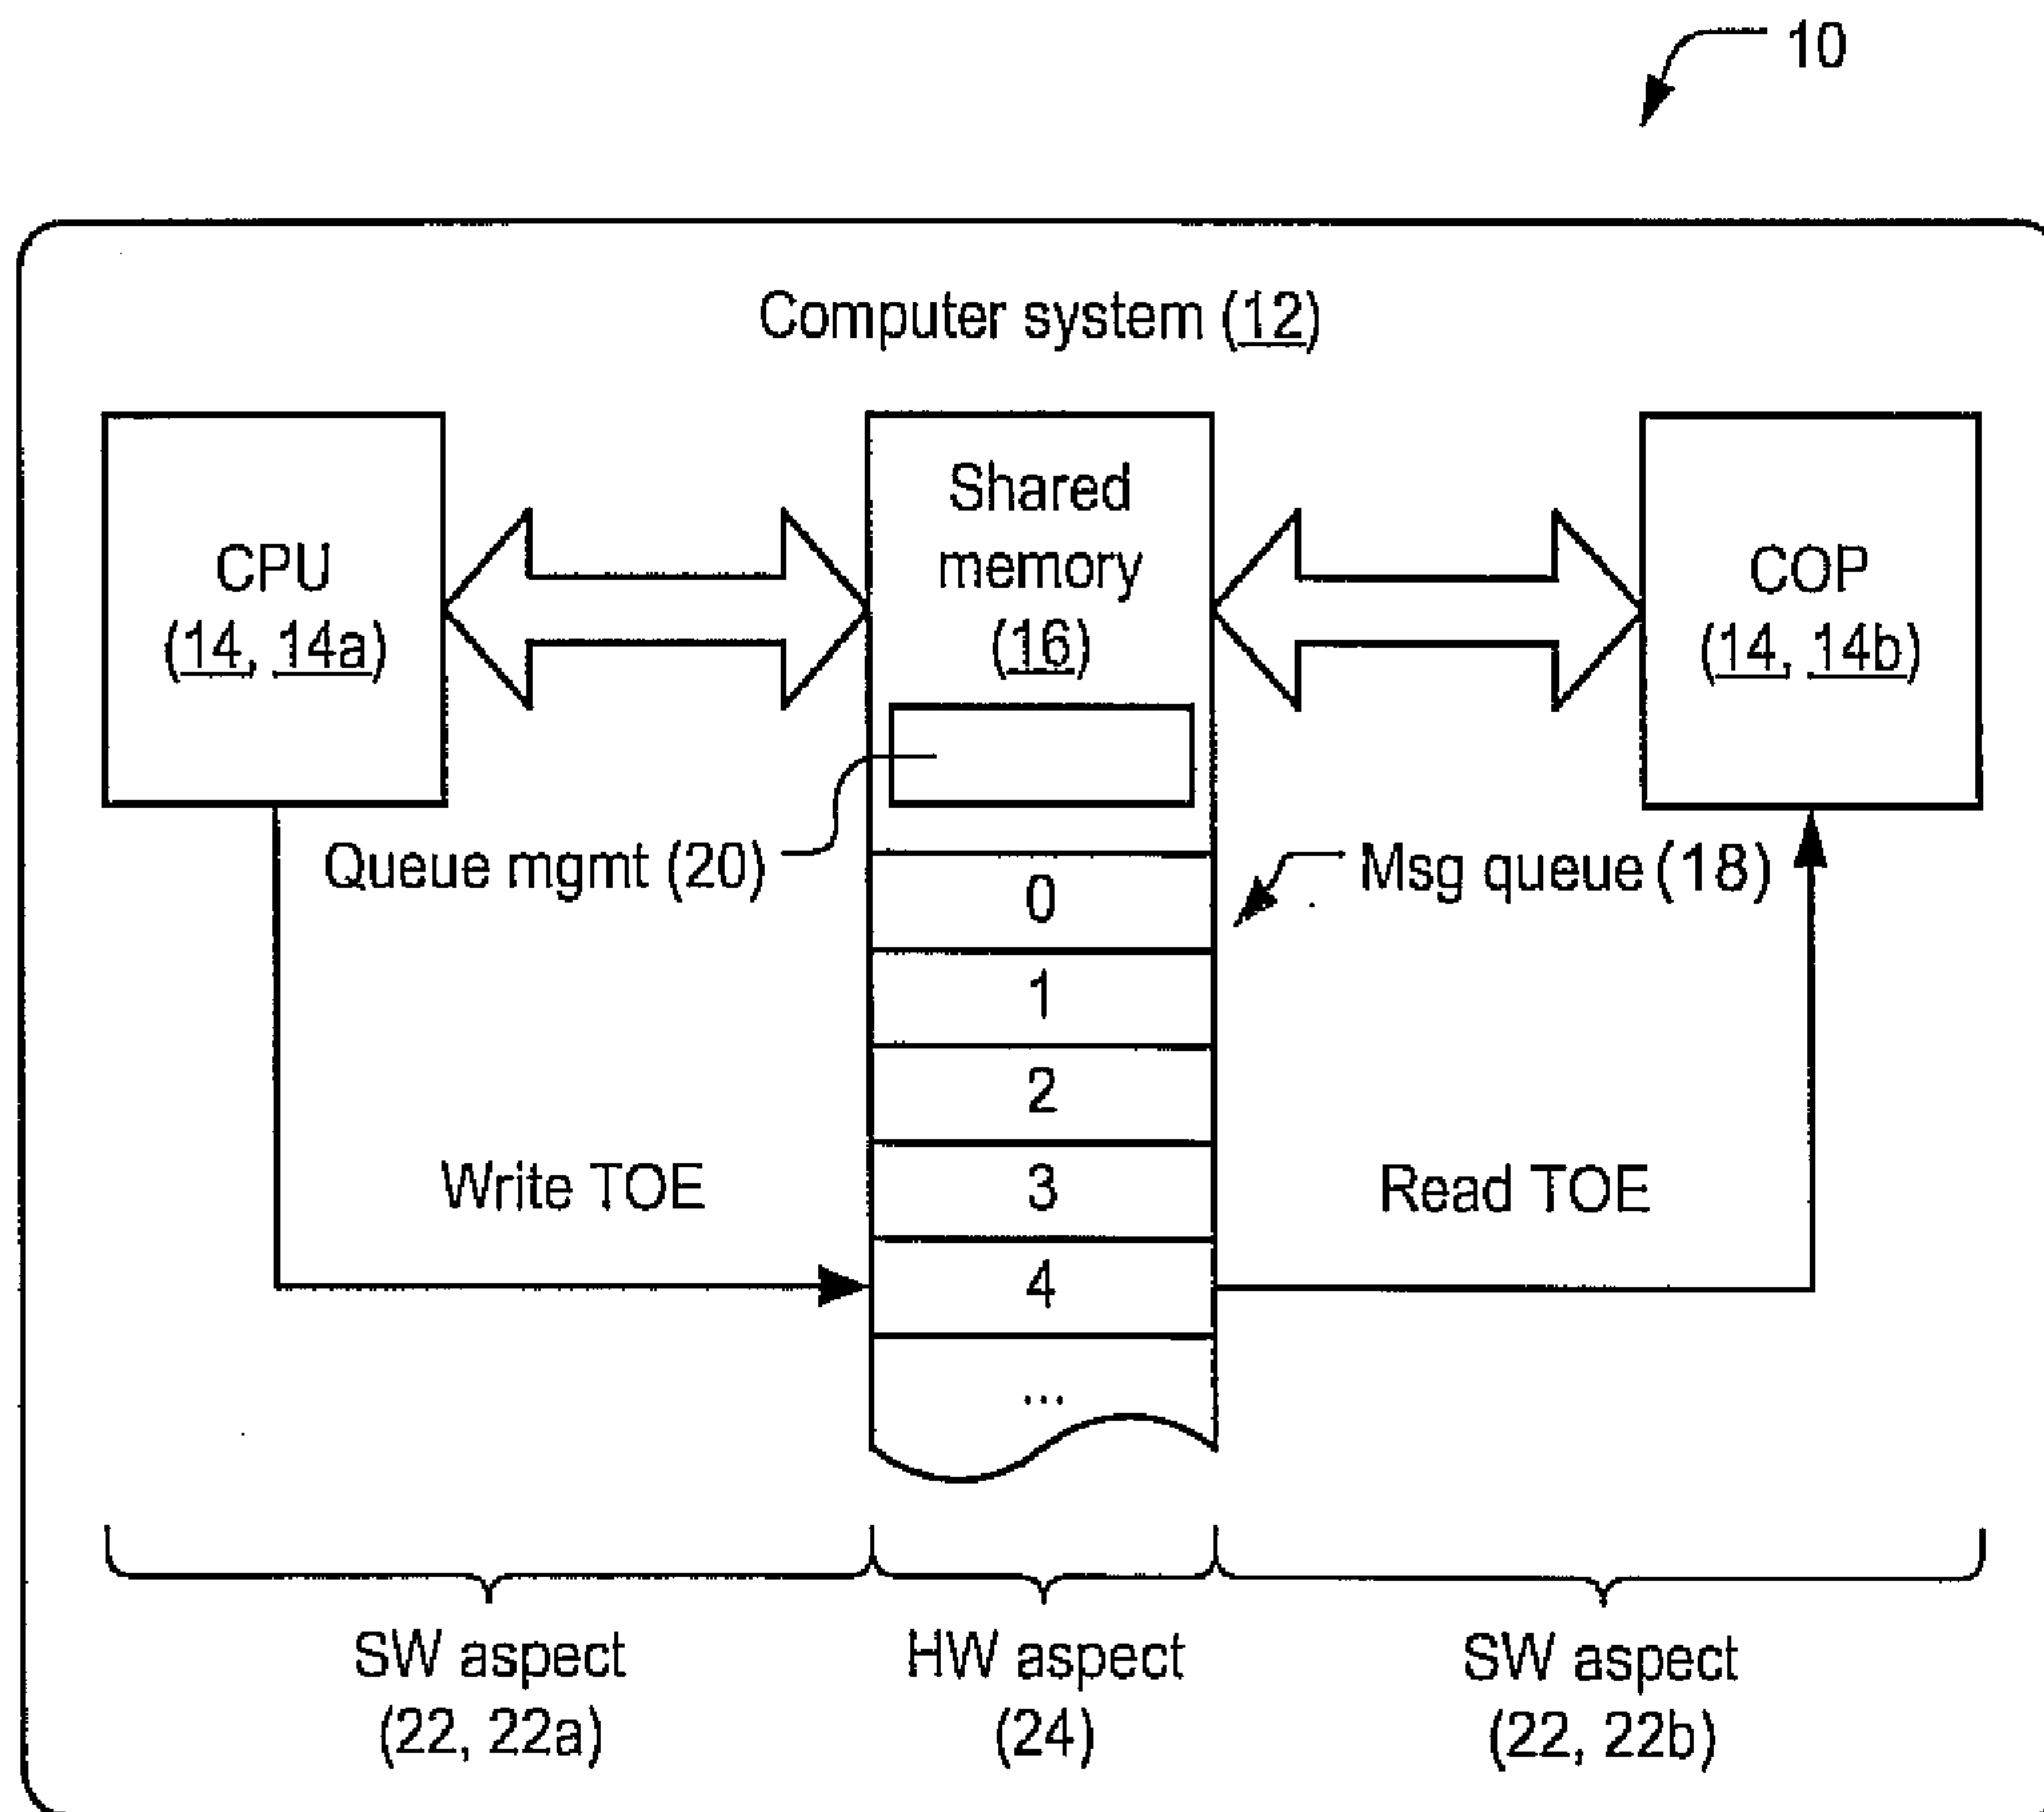 10
Computer system (12)
CPU
(14, 14a)
Shared
memory
(16)
COP
(14, 14b)
Queue mgmt (20)
Msg queue (18)
0
1
2
3
4
...
Write TOE
Read TOE
SW aspect
(22, 22a)
HW aspect
(24)
SW aspect
(22, 22b)